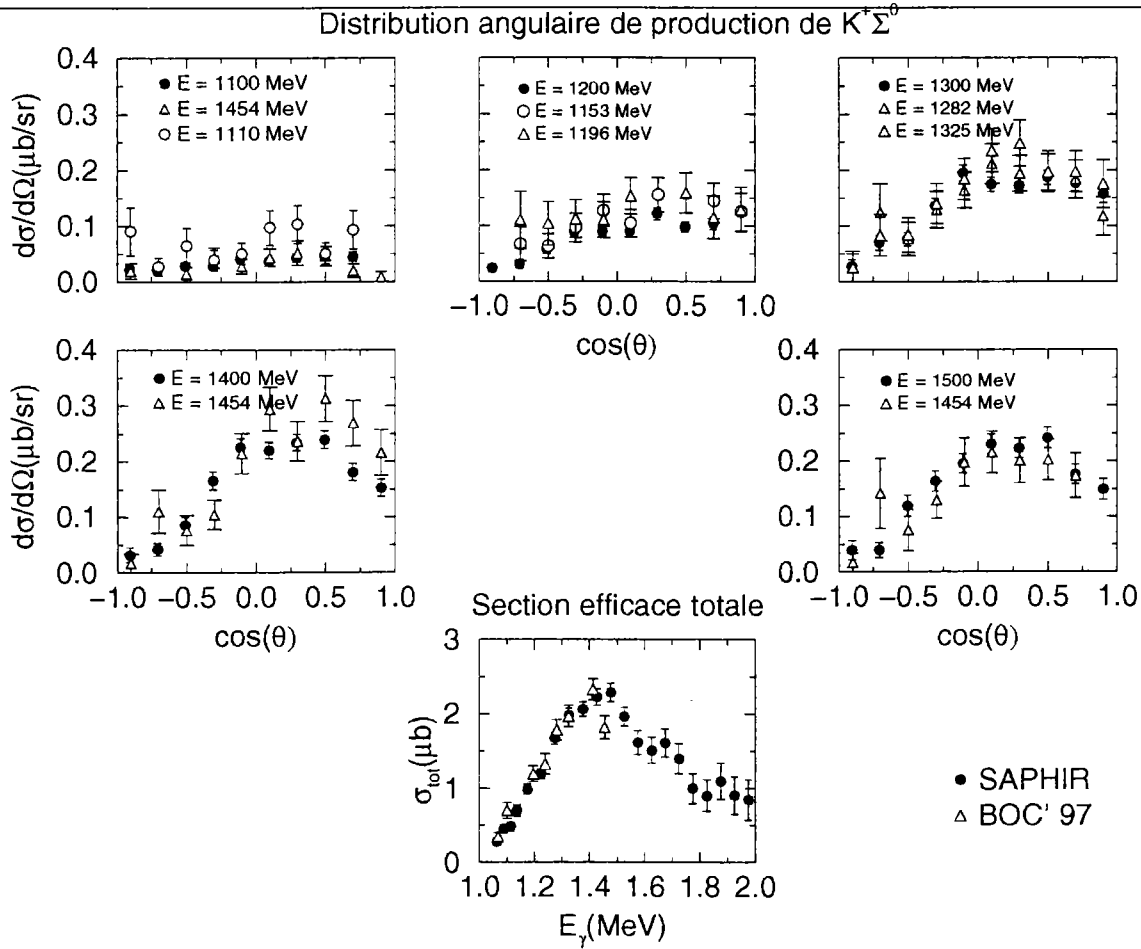 Distribution angulaire de production de K⁺Σ⁰
dσ/dΩ(μb/sr)
0.4
0.3
0.2
0.1
0.0
E = 1100 MeV
E = 1454 MeV
E = 1110 MeV
E = 1200 MeV
E = 1153 MeV
E = 1196 MeV
−1.0 −0.5 0.0 0.5 1.0
cos(θ)
E = 1300 MeV
E = 1282 MeV
E = 1325 MeV
dσ/dΩ(μb/sr)
0.4
0.3
0.2
0.1
0.0
E = 1400 MeV
E = 1454 MeV
−1.0 −0.5 0.0 0.5 1.0
cos(θ)
0.4
0.3
0.2
0.1
0.0
E = 1500 MeV
E = 1454 MeV
−1.0 −0.5 0.0 0.5 1.0
cos(θ)
Section efficace totale
σtot(μb)
3
2
1
0
1.0 1.2 1.4 1.6 1.8 2.0
Eγ(MeV)
SAPHIR
BOC' 97